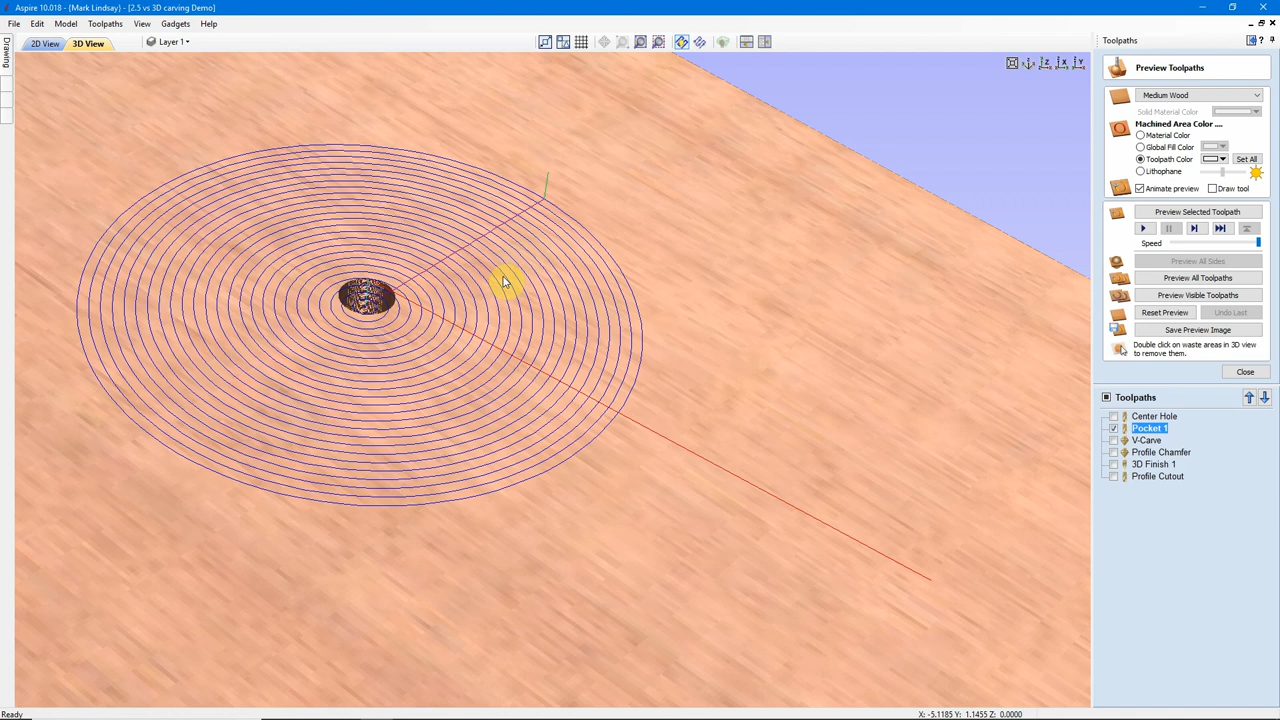 Aspire 10.018 - {Mark Lindsay} - [2.5 vs 3D carving Demo]
File Edit Model Toolpaths View Gadgets Help
2D View 3D View Layer 1
Drawing
Toolpaths
Preview Toolpaths
Medium Wood
Solid Material Color
Machined Area Color ....
Material Color
Global Fill Color
Toolpath Color Set All
Lithophane
Animate preview Draw tool
Preview Selected Toolpath
Speed
Preview All Sides
Preview All Toolpaths
Preview Visible Toolpaths
Reset Preview Undo Last
Save Preview Image
Double click on waste areas in 3D view
to remove them.
Close
Toolpaths
Center Hole
Pocket 1
V-Carve
Profile Chamfer
3D Finish 1
Profile Cutout
Ready
X: -5.1185 Y: 1.1455 Z: 0.0000